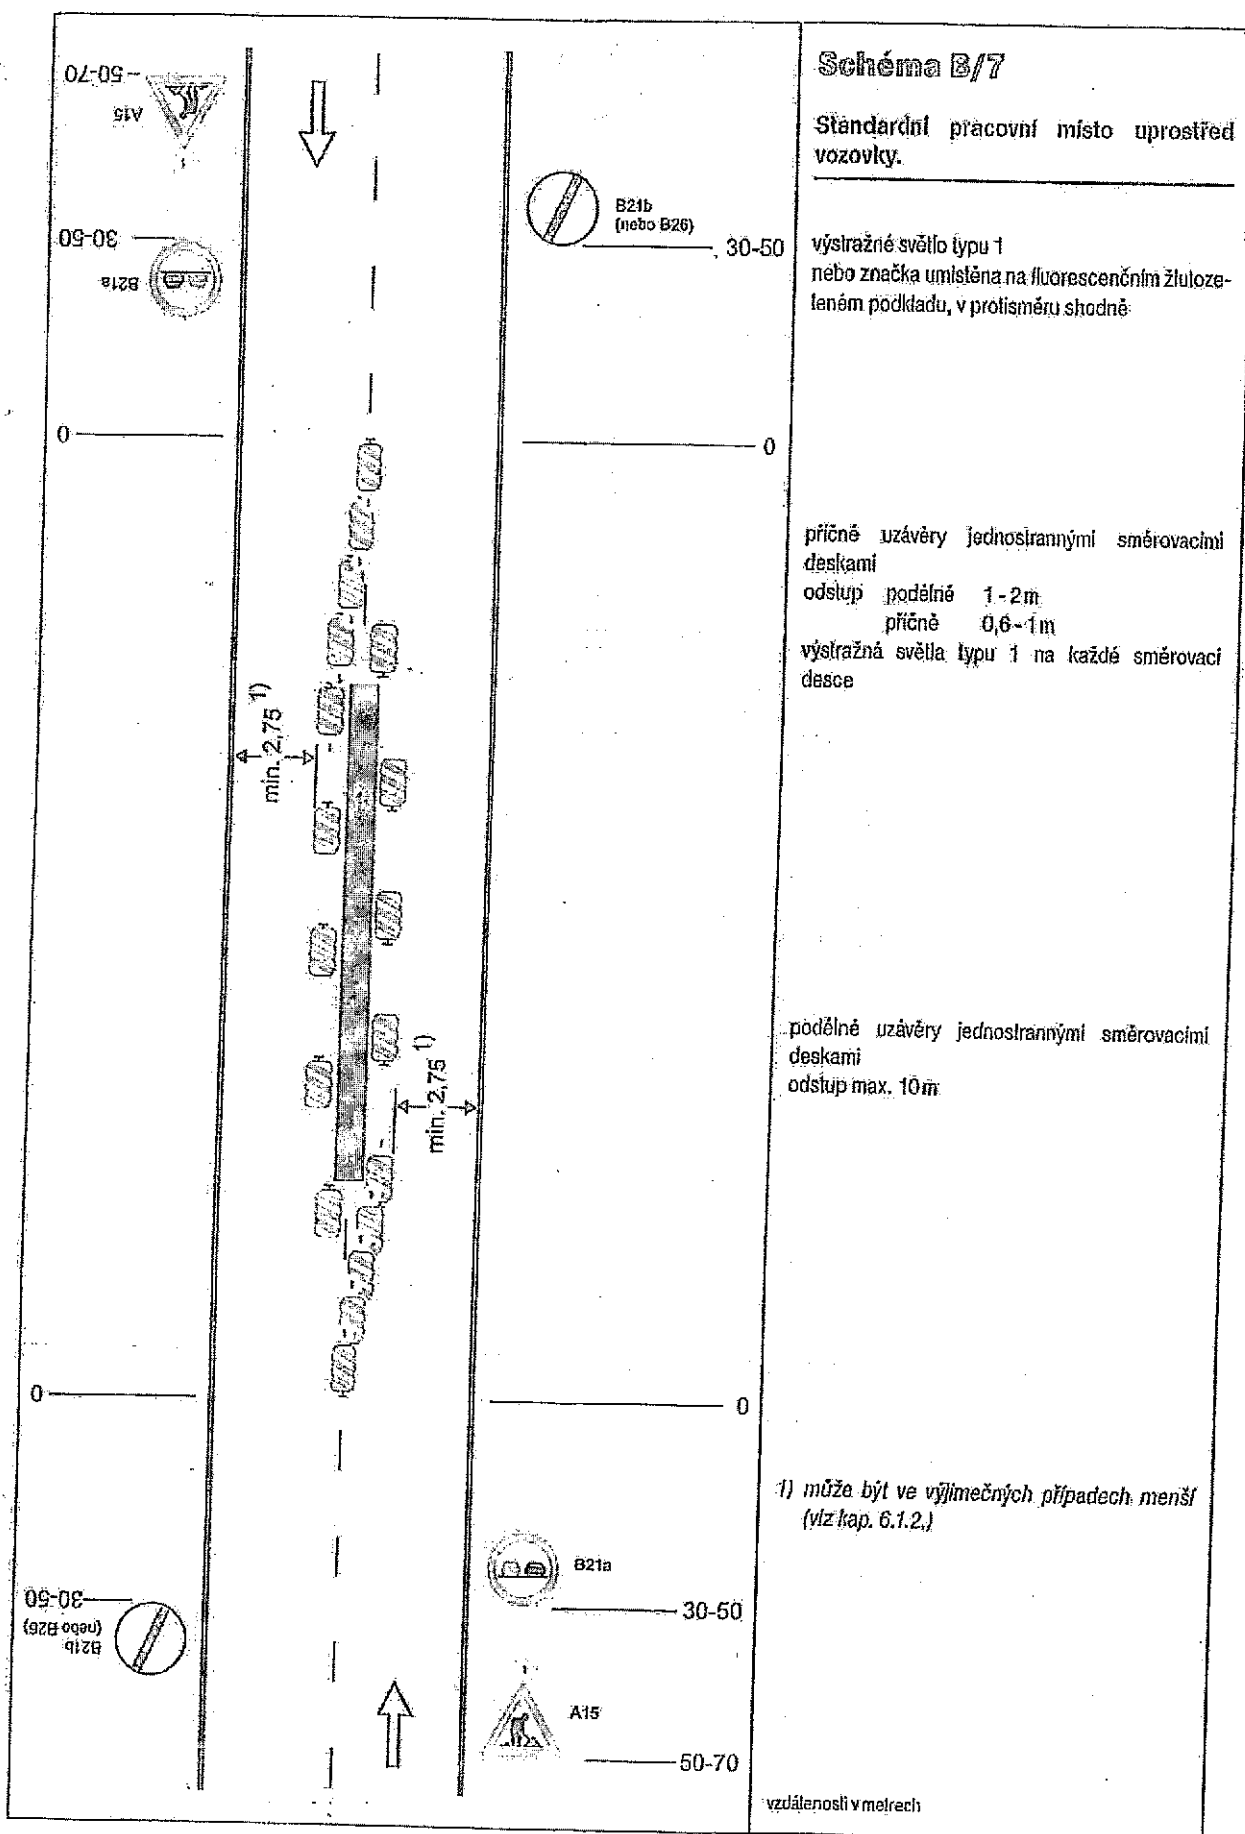 50-70
A15
30-50
B21a
0
min. 2,75 1)
0
30-50
B21b
(nebo B26)
B21b
(nebo B26)
30-50
0
min. 2,75 1)
0
B21a
30-50
A15
50-70
Schéma B/7
Standardní pracovní místo uprostřed
vozovky.
výstražné světlo typu 1
nebo značka umístěna na fluorescenčním žlutoze-
leném podkladu, v protisměru shodně
příčné uzávěry jednostrannými směrovacími
deskami
odstup podélné 1-2m
příčné 0,6-1m
výstražná světla typu 1 na každé směrovací
desce
podélné uzávěry jednostrannými směrovacími
deskami
odstup max. 10m
1) může být ve výjimečných případech menší
(viz kap. 6.1.2.)
vzdálenosti v metrech